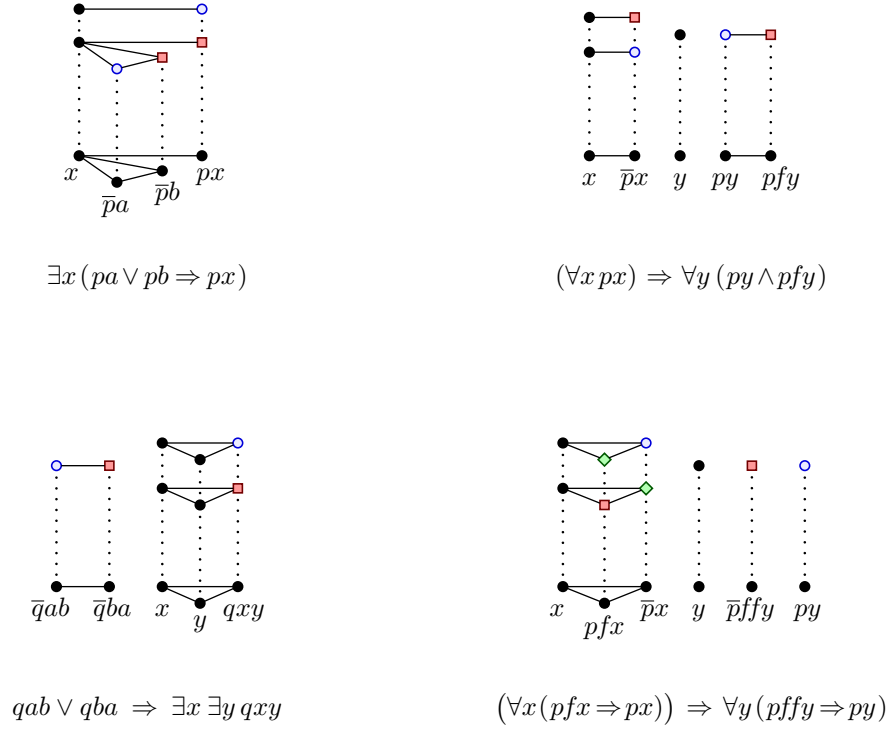 x p̅a p̅b px
∃x (pa ∨ pb ⇒ px)
x p̅x y py pfy
(∀x px) ⇒ ∀y (py ∧ pfy)
q̅ab q̅ba x y qxy
qab ∨ qba ⇒ ∃x ∃y qxy
x pfx p̅x y p̅ffy py
(∀x (pfx ⇒ px)) ⇒ ∀y (pffy ⇒ py)